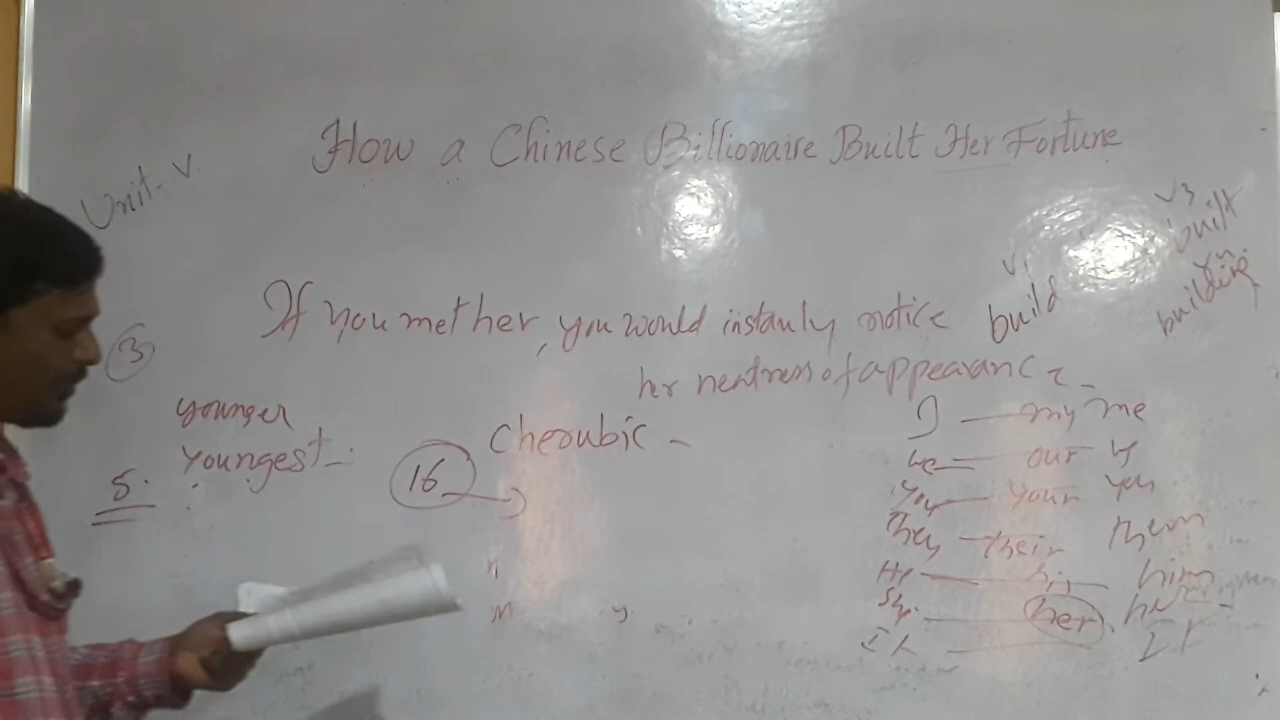 How a Chinese Billionaire Built Her Fortune
Unit-V.
V3
built
V1
build
Vn.
building
3
If you met her, you would instanly notice
her neatness of appearance
younger
youngest
5.
16
Cherubic -
I — my me
We — our us
You — your you
They — their them
He — his him
She — her her
It — It
n
m y